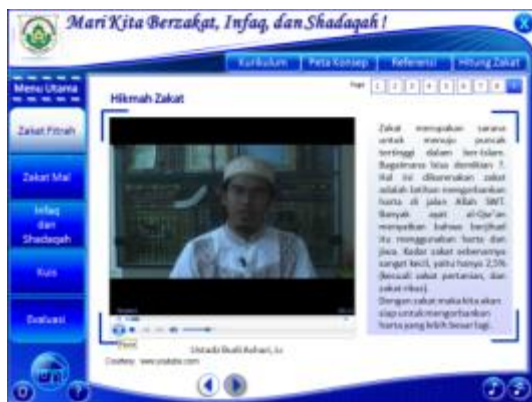 Mari Kita Berzakat, Infaq, dan Shadaqah !
Kurikulum
Peta Konsep
Referensi
Hitung Zakat
Menu Utama
Page
1 2 3 4 5 6 7 8
Hikmah Zakat
Zakat Fitrah
Zakat Mal
Infaq
dan
Shadaqah
Kuis
Evaluasi
Zakat merupakan sarana
untuk menuju puncak
tertinggi dalam ber-Islam.
Bagaimana bisa demikian ?.
Hal ini dikarenakan zakat
adalah latihan mengorbankan
harta di jalan Allah SWT.
Banyak ayat al-Qur'an
menyatkan bahwa berjihad
itu menggunakan harta dan
jiwa. Kadar zakat sebenarnya
sangat kecil, yaitu hanya 2,5%
(kecuali zakat pertanian, dan
zakat rikaz).
Dengan zakat maka kita akan
siap untuk mengorbankan
harta yang lebih besar lagi.
Ustadz
Courtesy : www.youtube.com
?